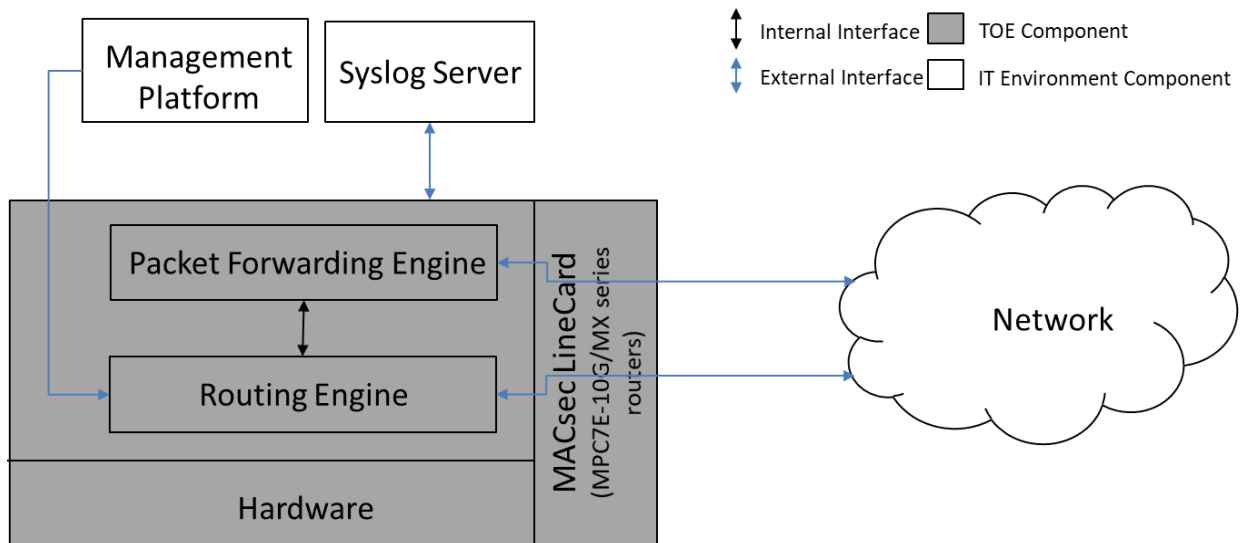 Management
Platform
Syslog Server
Internal Interface
TOE Component
External Interface
IT Environment Component
Packet Forwarding Engine
Routing Engine
Hardware
MACsec LineCard
(MPC7E-10G/MX series
routers)
Network